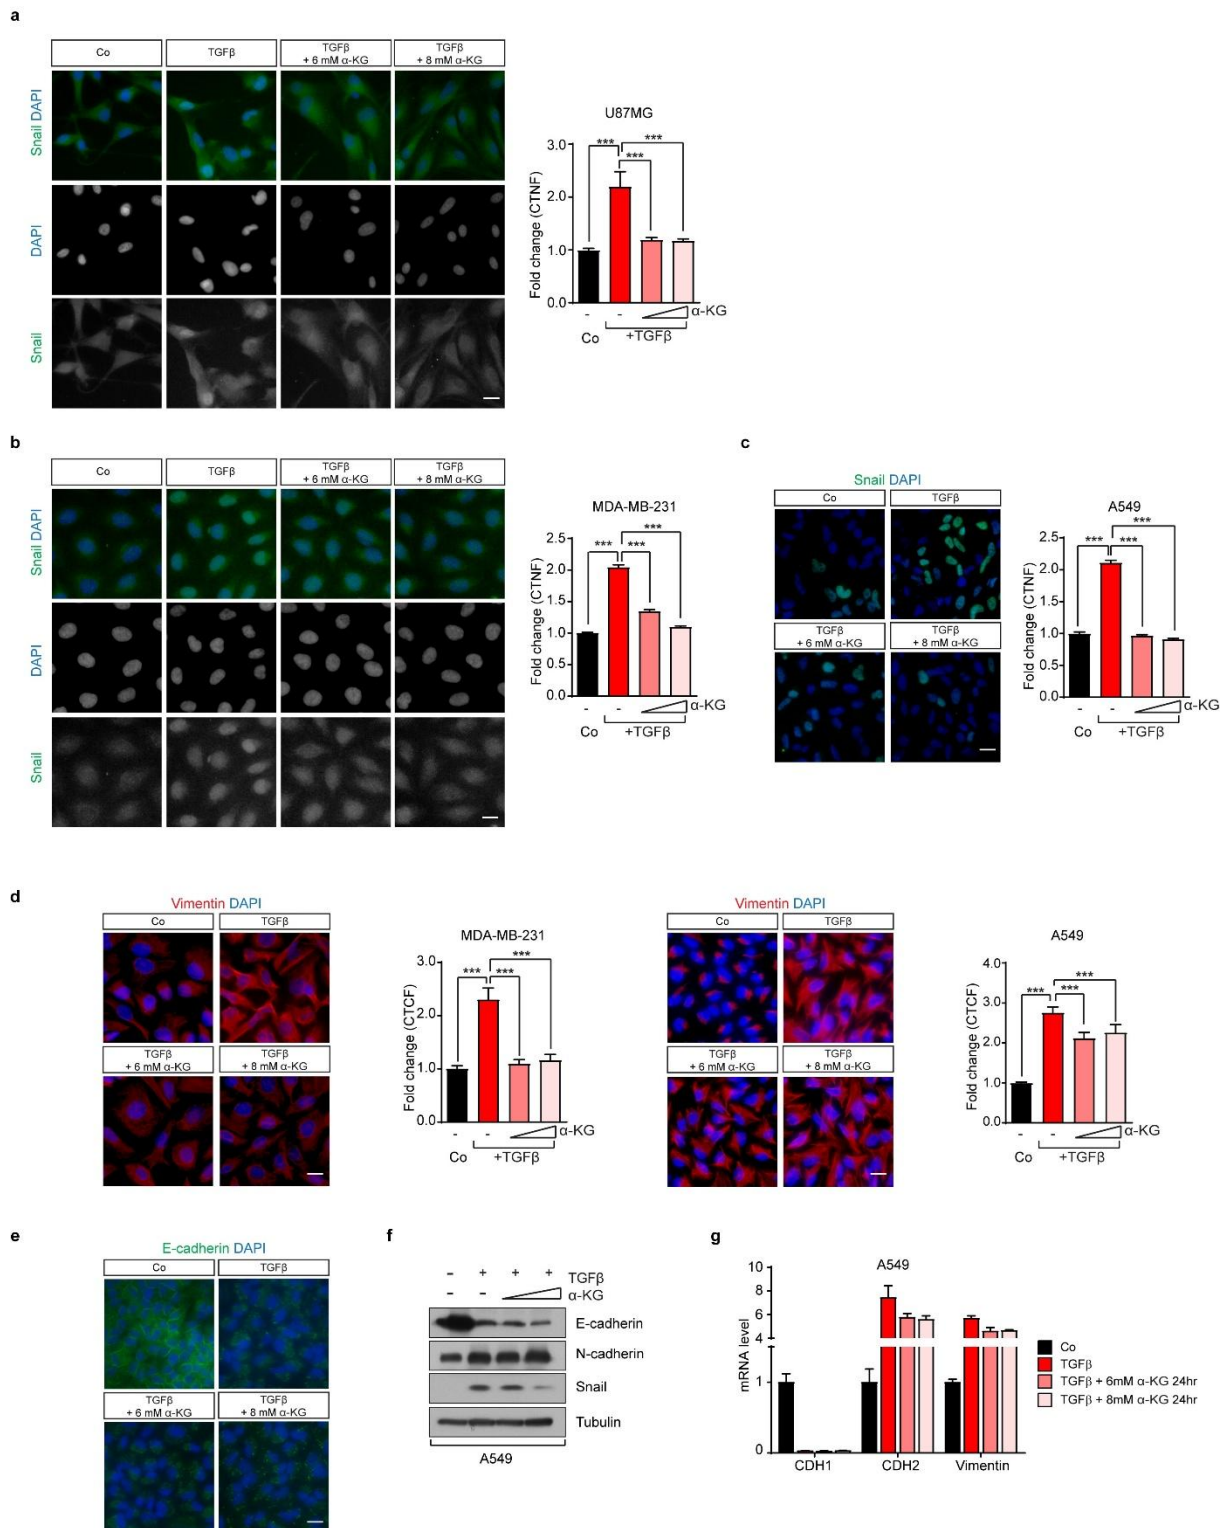 a
Co
TGFβ
TGFβ
+ 6 mM α-KG
TGFβ
+ 8 mM α-KG
Snail DAPI
DAPI
Snail
U87MG
***
***
***
Fold change (CTNF)
3.0
2.0
1.0
0.0
-
-
α-KG
Co
+TGFβ
b
Co
TGFβ
TGFβ
+ 6 mM α-KG
TGFβ
+ 8 mM α-KG
Snail DAPI
DAPI
Snail
MDA-MB-231
***
***
***
Fold change (CTNF)
2.5
2.0
1.5
1.0
0.5
0.0
-
-
α-KG
Co
+TGFβ
c
Snail DAPI
Co
TGFβ
TGFβ
+ 6 mM α-KG
TGFβ
+ 8 mM α-KG
A549
***
***
***
Fold change (CTNF)
2.5
2.0
1.5
1.0
0.5
0.0
-
-
α-KG
Co
+TGFβ
d
Vimentin DAPI
Co
TGFβ
TGFβ
+ 6 mM α-KG
TGFβ
+ 8 mM α-KG
MDA-MB-231
***
***
***
Fold change (CTCF)
3.0
2.0
1.0
0.0
-
-
α-KG
Co
+TGFβ
Vimentin DAPI
Co
TGFβ
TGFβ
+ 6 mM α-KG
TGFβ
+ 8 mM α-KG
A549
***
***
***
Fold change (CTCF)
4.0
3.0
2.0
1.0
0.0
-
-
α-KG
Co
+TGFβ
e
E-cadherin DAPI
Co
TGFβ
TGFβ
+ 6 mM α-KG
TGFβ
+ 8 mM α-KG
f
- + + + TGFβ
- - α-KG
E-cadherin
N-cadherin
Snail
Tubulin
A549
g
A549
mRNA level
10
8
6
4
1
0
CDH1
CDH2
Vimentin
Co
TGFβ
TGFβ + 6mM α-KG 24hr
TGFβ + 8mM α-KG 24hr